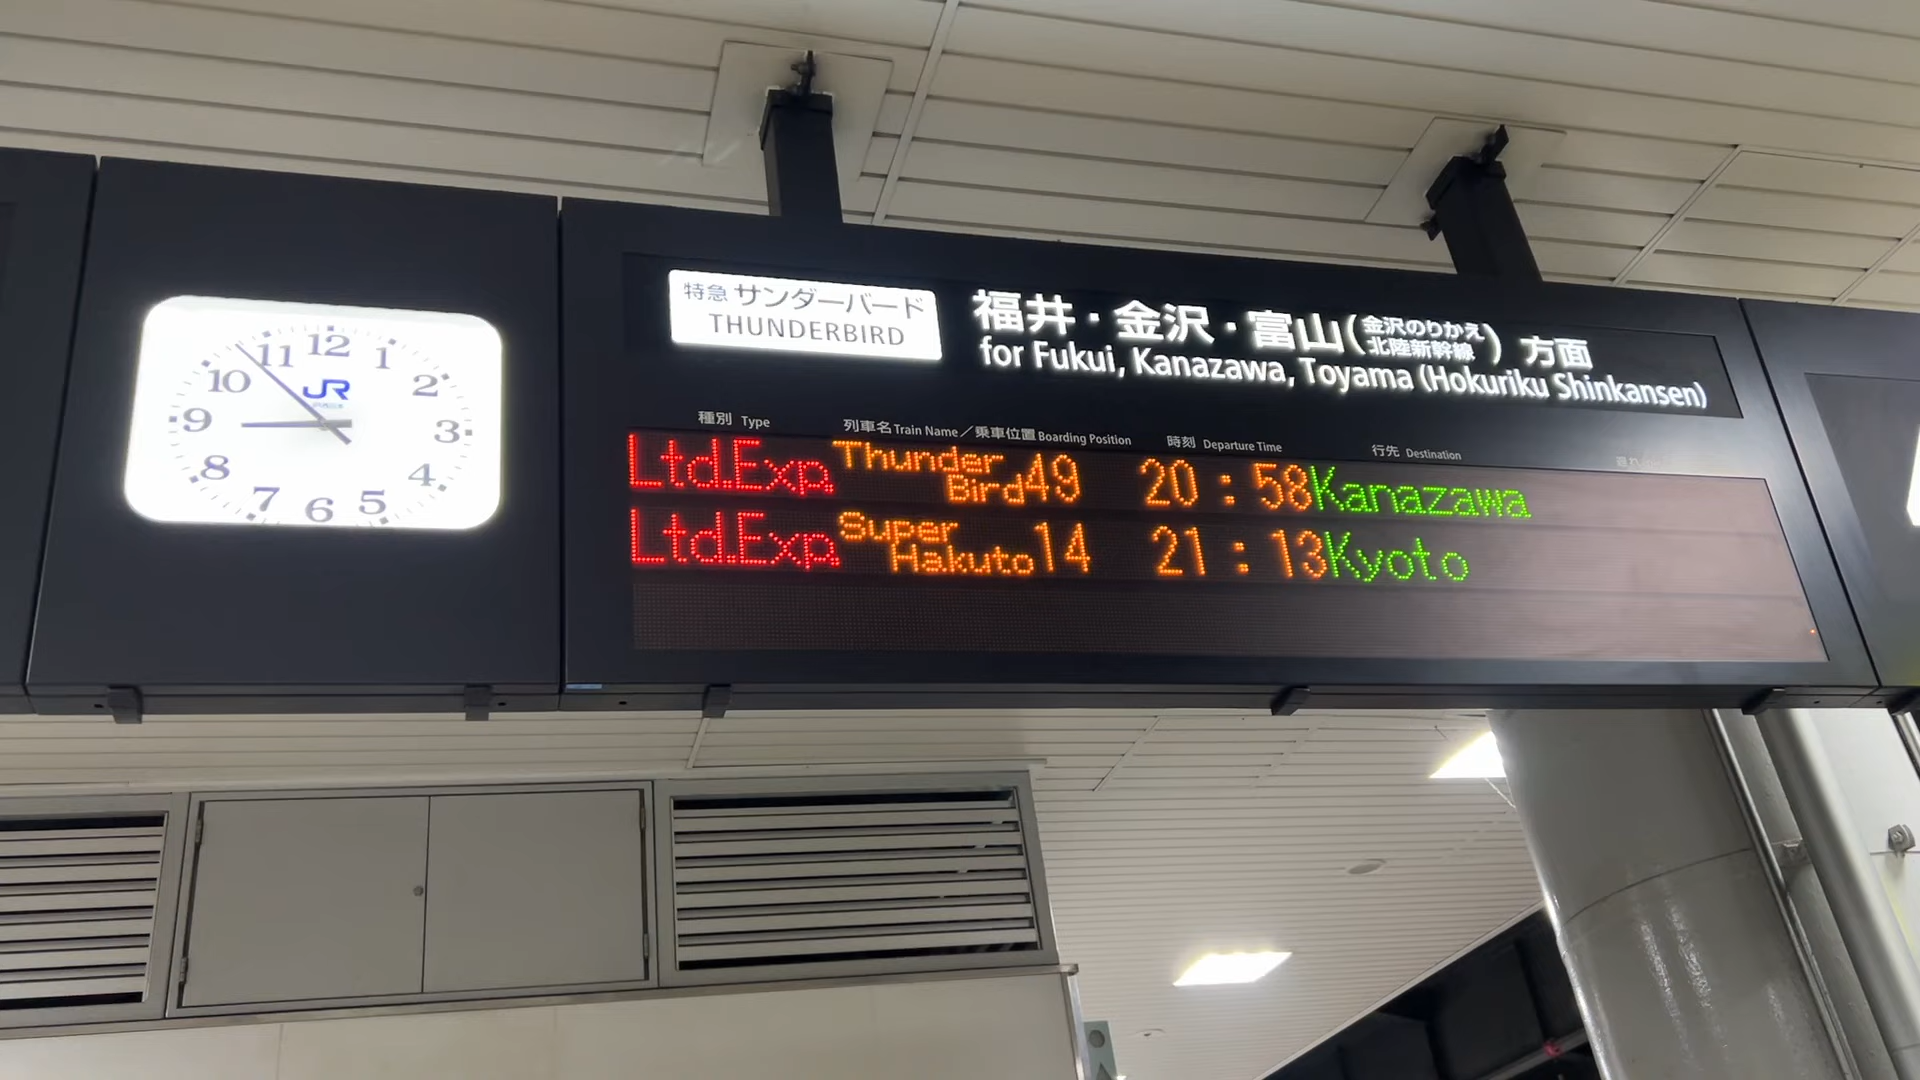 12
11 1
10 2
JR
9 3
8 4
7 6 5
特急 サンダーバード
THUNDERBIRD
福井・金沢・富山(金沢のりかえ 北陸新幹線) 方面
for Fukui, Kanazawa, Toyama (Hokuriku Shinkansen)
種別 Type 列車名 Train Name／乗車位置 Boarding Position 時刻 Departure Time 行先 Destination
Ltd.Exp. Thunder Bird 49 20:58 Kanazawa
Ltd.Exp. Super Hakuto 14 21:13 Kyoto